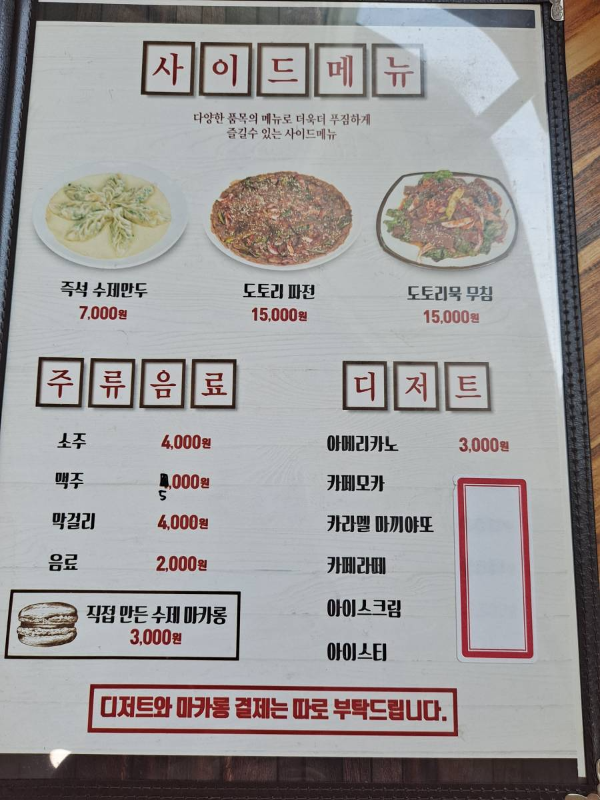 사이드메뉴
다양한 품목의 메뉴로 더욱더 푸짐하게
즐길수 있는 사이드메뉴
즉석 수제만두
7,000원
도토리 파전
15,000원
도토리묵 무침
15,000원
주류음료
소주 4,000원
맥주 5,000원
막걸리 4,000원
음료 2,000원
직접 만든 수제 마카롱
3,000원
디저트
아메리카노 3,000원
카페모카
카라멜 마끼야또
카페라떼
아이스크림
아이스티
디저트와 마카롱 결제는 따로 부탁드립니다.